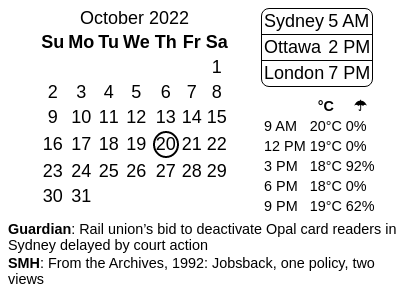 October 2022
Su Mo Tu We Th Fr Sa
1
2 3 4 5 6 7 8
9 10 11 12 13 14 15
16 17 18 19 20 21 22
23 24 25 26 27 28 29
30 31
Sydney 5 AM
Ottawa 2 PM
London 7 PM
°C ☂
9 AM 20°C 0%
12 PM 19°C 0%
3 PM 18°C 92%
6 PM 18°C 0%
9 PM 19°C 62%
Guardian: Rail union's bid to deactivate Opal card readers in
Sydney delayed by court action
SMH: From the Archives, 1992: Jobsback, one policy, two
views